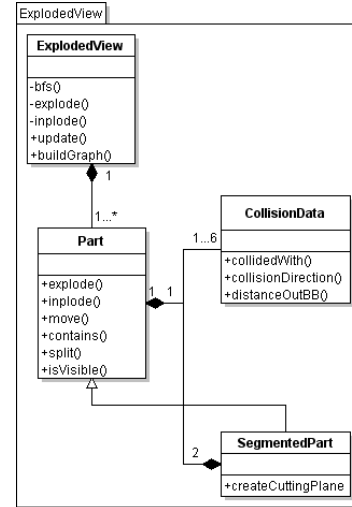 ExplodedView
ExplodedView
-bfs()
-explode()
-inplode()
+update()
+buildGraph()
1
1...*
Part
+explode()
+inplode()
+move()
+contains()
+split()
+isVisible()
1 1
1...6
CollisionData
+collidedWith()
+collisionDirection()
+distanceOutBB()
2
SegmentedPart
+createCuttingPlane